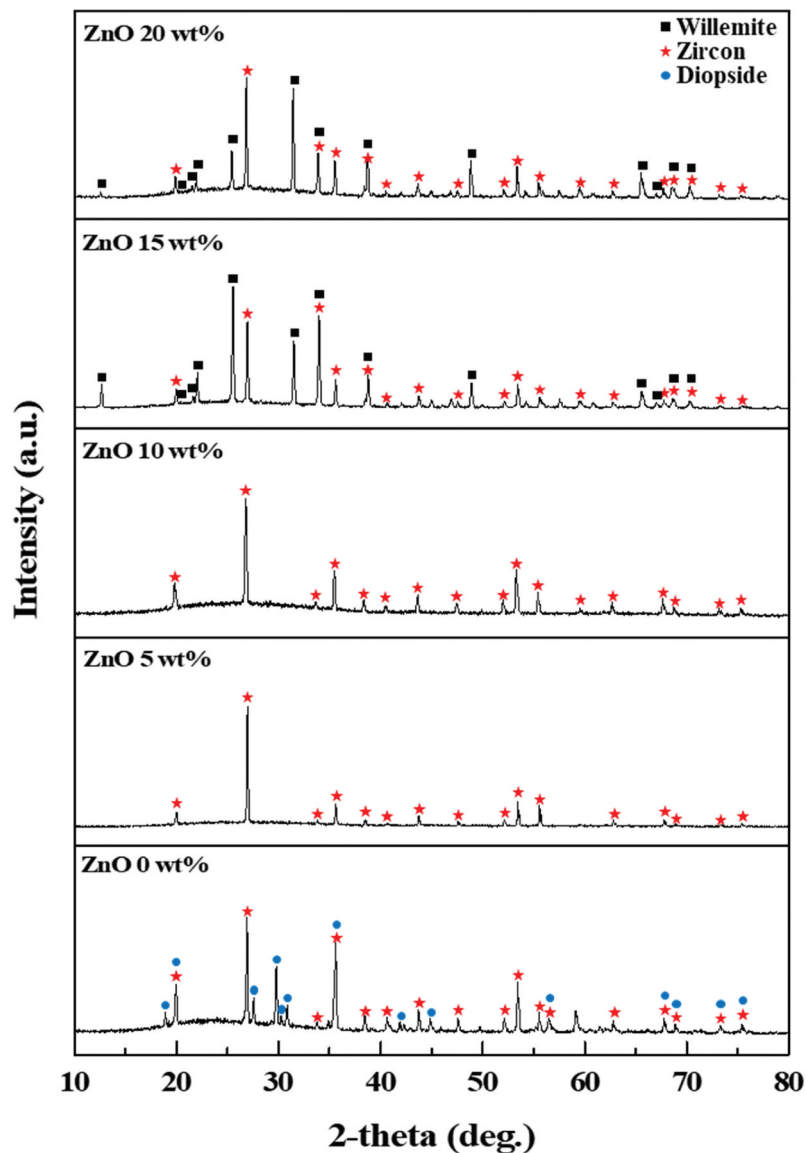 ZnO 20 wt%
Willemite
Zircon
Diopside
ZnO 15 wt%
ZnO 10 wt%
ZnO 5 wt%
ZnO 0 wt%
Intensity (a.u.)
10 20 30 40 50 60 70 80
2-theta (deg.)